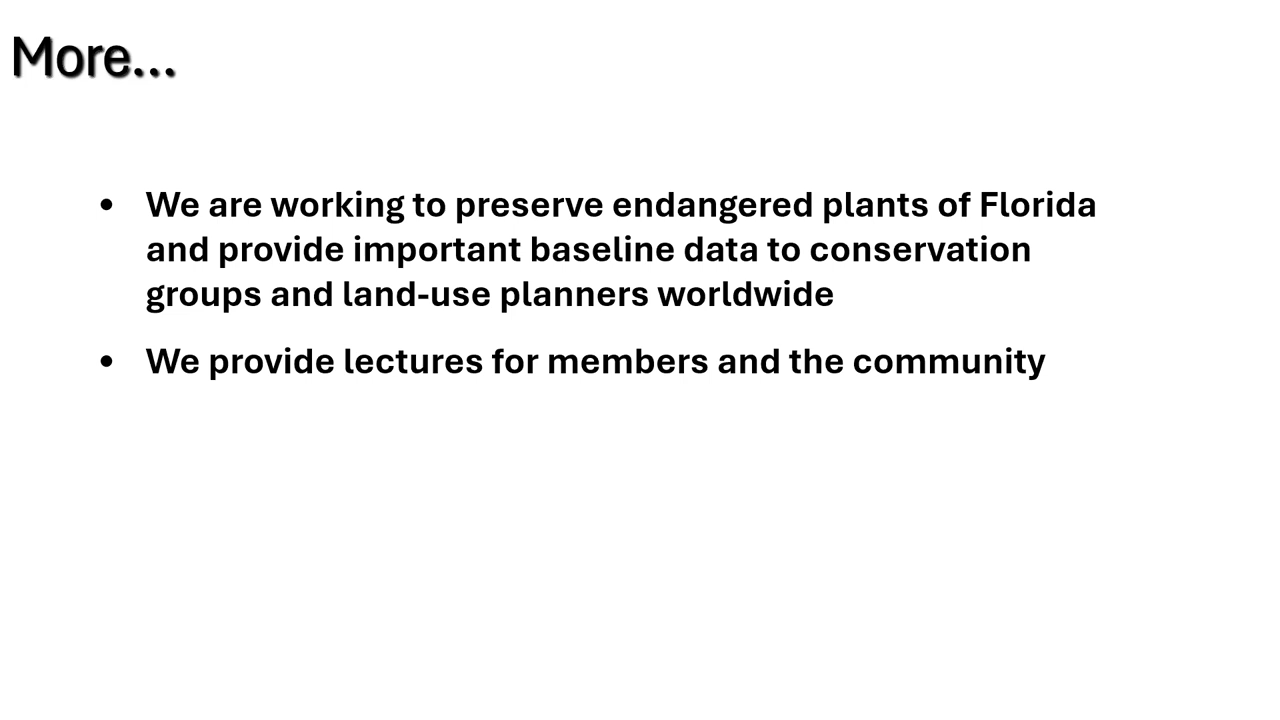 More...
• We are working to preserve endangered plants of Florida
and provide important baseline data to conservation
groups and land-use planners worldwide
• We provide lectures for members and the community